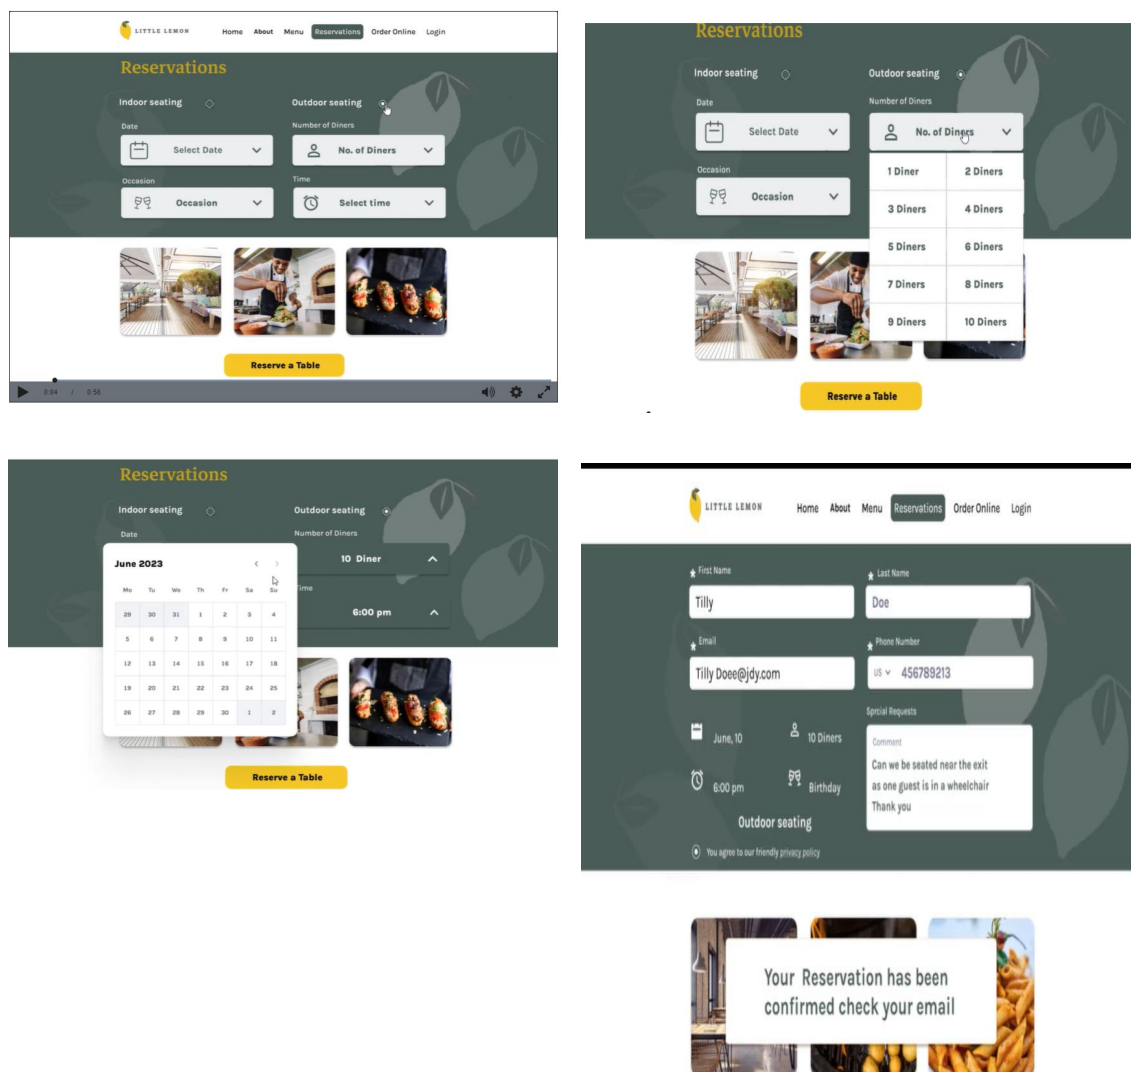 LITTLE LEMON Home About Menu Reservations Order Online Login
Reservations
Indoor seating Outdoor seating
Date Number of Diners
Select Date No. of Diners
Occasion Time
Occasion Select time
Reserve a Table
0:04 / 0:56
Reservations
Indoor seating Outdoor seating
Date Number of Diners
Select Date No. of Diners
Occasion
Occasion
1 Diner 2 Diners
3 Diners 4 Diners
5 Diners 6 Diners
7 Diners 8 Diners
9 Diners 10 Diners
Reserve a Table
Reservations
Indoor seating Outdoor seating
Date Number of Diners
10 Diner
Time
6:00 pm
June 2023
Mo Tu We Th Fr Sa Su
29 30 31 1 2 3 4
5 6 7 8 9 10 11
12 13 14 15 16 17 18
19 20 21 22 23 24 25
26 27 28 29 30 1 2
Reserve a Table
LITTLE LEMON Home About Menu Reservations Order Online Login
First Name Last Name
Tilly Doe
Email Phone Number
Tilly Doee@jdy.com US 456789213
Sprcial Requests
June, 10 10 Diners
6:00 pm Birthday
Outdoor seating
You agree to our friendly privacy policy
Comment
Can we be seated near the exit
as one guest is in a wheelchair
Thank you
Your Reservation has been
confirmed check your email